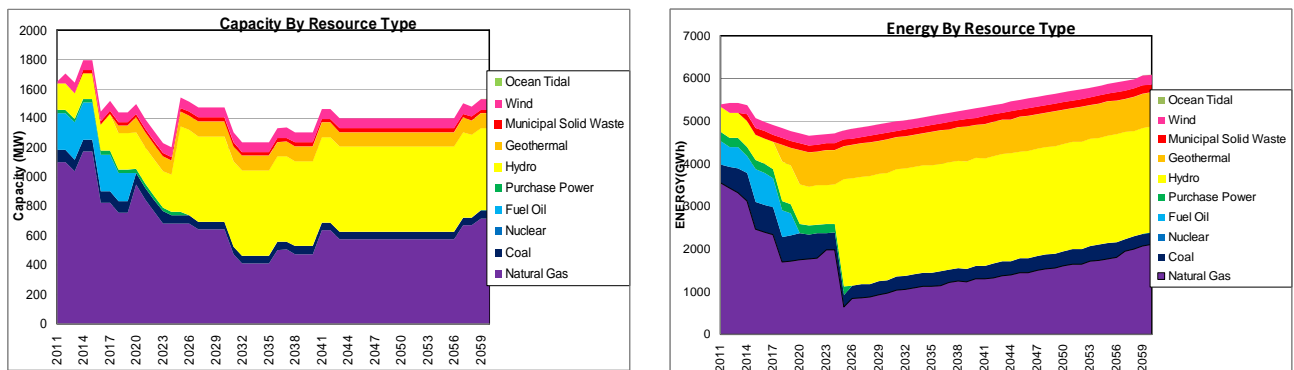 Capacity By Resource Type
Capacity (MW)
2000
1800
1600
1400
1200
1000
800
600
400
200
0
2011
2014
2017
2020
2023
2026
2029
2032
2035
2038
2041
2044
2047
2050
2053
2056
2059
Ocean Tidal
Wind
Municipal Solid Waste
Geothermal
Hydro
Purchase Power
Fuel Oil
Nuclear
Coal
Natural Gas
Energy By Resource Type
ENERGY(GWh)
7000
6000
5000
4000
3000
2000
1000
0
2011
2014
2017
2020
2023
2026
2029
2032
2035
2038
2041
2044
2047
2050
2053
2056
2059
Ocean Tidal
Wind
Municipal Solid Waste
Geothermal
Hydro
Purchase Power
Fuel Oil
Nuclear
Coal
Natural Gas